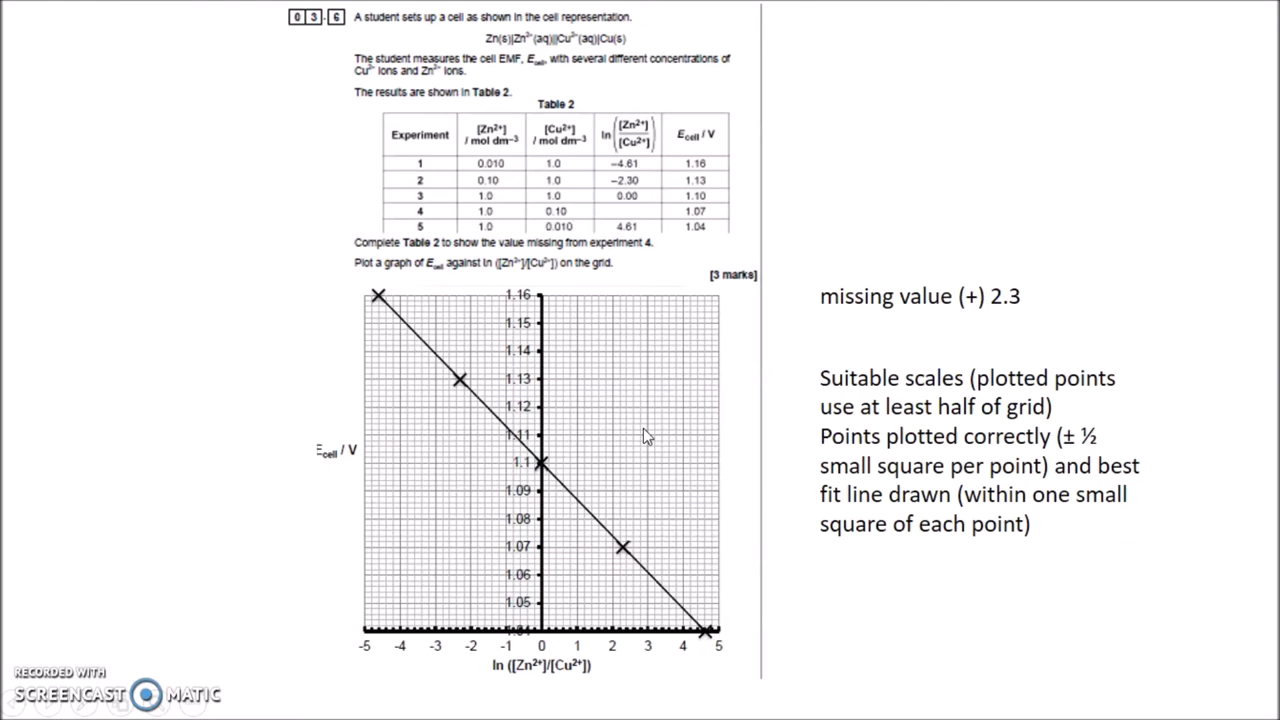 0 3 . 6 A student sets up a cell as shown in the cell representation.
Zn(s)|Zn²⁺(aq)||Cu²⁺(aq)|Cu(s)
The student measures the cell EMF, E cell, with several different concentrations of
Cu²⁺ ions and Zn²⁺ ions.
The results are shown in Table 2.
Table 2
Experiment [Zn²⁺] / mol dm⁻³ [Cu²⁺] / mol dm⁻³ ln ([Zn²⁺]/[Cu²⁺]) E cell / V
1 0.010 1.0 –4.61 1.16
2 0.10 1.0 –2.30 1.13
3 1.0 1.0 0.00 1.10
4 1.0 0.10 1.07
5 1.0 0.010 4.61 1.04
Complete Table 2 to show the value missing from experiment 4.
Plot a graph of E cell against ln ([Zn²⁺]/[Cu²⁺]) on the grid.
[3 marks]
1.16
1.15
1.14
1.13
1.12
1.11
1.1
1.09
1.08
1.07
1.06
1.05
1.04
E cell / V
-5 -4 -3 -2 -1 0 1 2 3 4 5
ln ([Zn²⁺]/[Cu²⁺])
missing value (+) 2.3
Suitable scales (plotted points
use at least half of grid)
Points plotted correctly (± ½
small square per point) and best
fit line drawn (within one small
square of each point)
RECORDED WITH
SCREENCAST MATIC